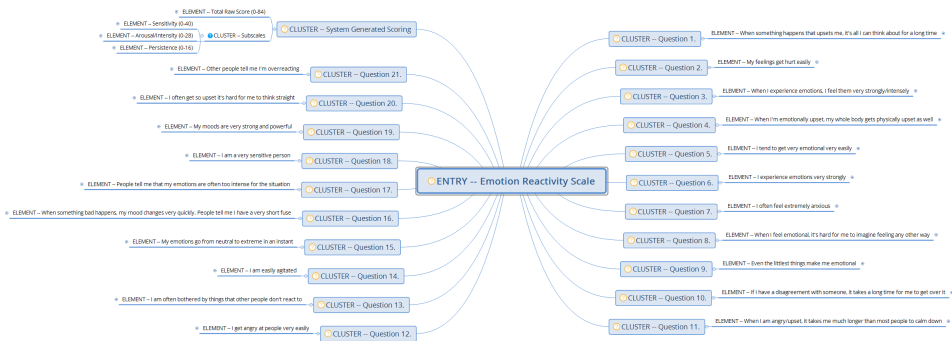 ENTRY -- Emotion Reactivity Scale
CLUSTER -- Question 1.
ELEMENT -- When something happens that upsets me, it's all I can think about for a long time
CLUSTER -- Question 2.
ELEMENT -- My feelings get hurt easily
CLUSTER -- Question 3.
ELEMENT -- When I experience emotions, I feel them very strongly/intensely
CLUSTER -- Question 4.
ELEMENT -- When I'm emotionally upset, my whole body gets physically upset as well
CLUSTER -- Question 5.
ELEMENT -- I tend to get very emotional very easily
CLUSTER -- Question 6.
ELEMENT -- I experience emotions very strongly
CLUSTER -- Question 7.
ELEMENT -- I often feel extremely anxious
CLUSTER -- Question 8.
ELEMENT -- When I feel emotional, it's hard for me to imagine feeling any other way
CLUSTER -- Question 9.
ELEMENT -- Even the littlest things make me emotional
CLUSTER -- Question 10.
ELEMENT -- If I have a disagreement with someone, it takes a long time for me to get over it
CLUSTER -- Question 11.
ELEMENT -- When I am angry/upset, it takes me much longer than most people to calm down
CLUSTER -- System Generated Scoring
ELEMENT -- Total Raw Score (0-84)
CLUSTER -- Subscales
ELEMENT -- Sensitivity (0-40)
ELEMENT -- Arousal/Intensity (0-28)
ELEMENT -- Persistence (0-16)
CLUSTER -- Question 21.
ELEMENT -- Other people tell me I'm overreacting
CLUSTER -- Question 20.
ELEMENT -- I often get so upset it's hard for me to think straight
CLUSTER -- Question 19.
ELEMENT -- My moods are very strong and powerful
CLUSTER -- Question 18.
ELEMENT -- I am a very sensitive person
CLUSTER -- Question 17.
ELEMENT -- People tell me that my emotions are often too intense for the situation
CLUSTER -- Question 16.
ELEMENT -- When something bad happens, my mood changes very quickly. People tell me I have a very short fuse
CLUSTER -- Question 15.
ELEMENT -- My emotions go from neutral to extreme in an instant
CLUSTER -- Question 14.
ELEMENT -- I am easily agitated
CLUSTER -- Question 13.
ELEMENT -- I am often bothered by things that other people don't react to
CLUSTER -- Question 12.
ELEMENT -- I get angry at people very easily